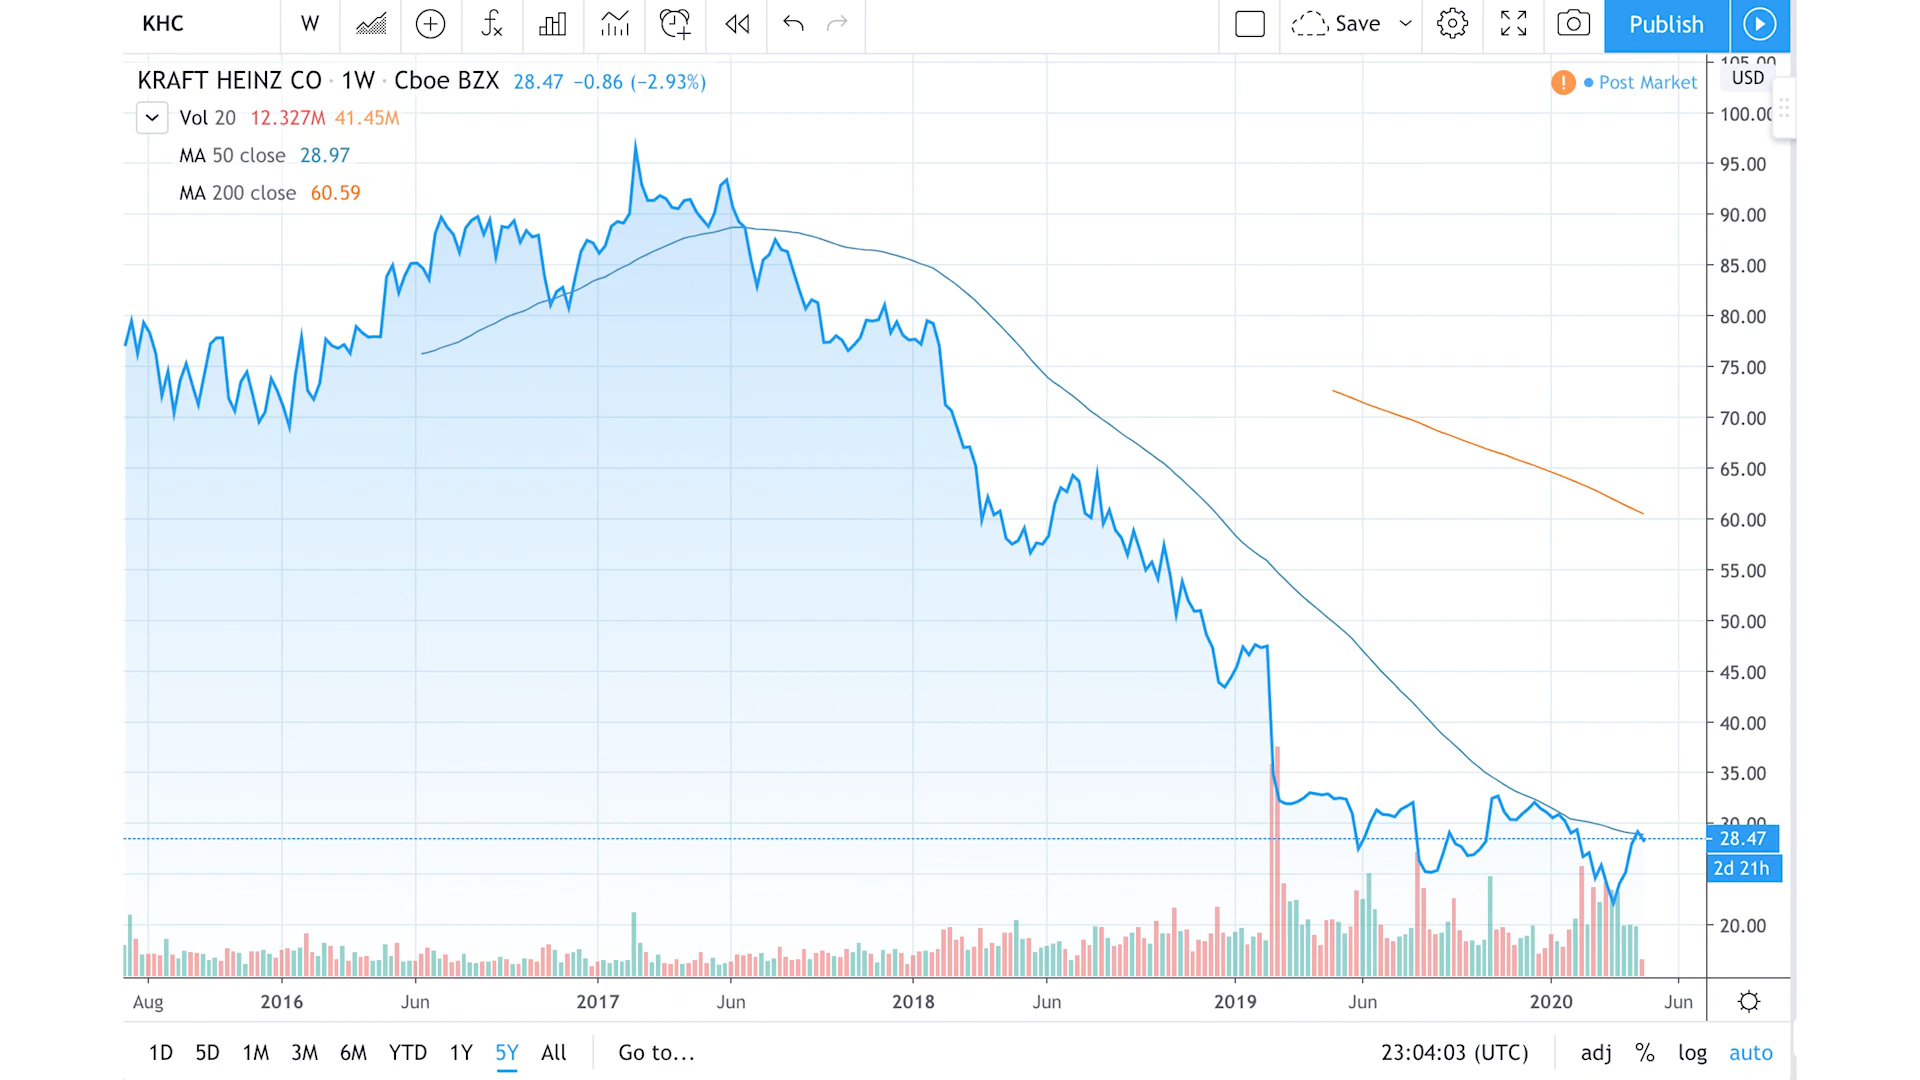 KHC W Save Publish
KRAFT HEINZ CO · 1W · Cboe BZX 28.47 −0.86 (−2.93%) ! Post Market USD
Vol 20 12.327M 41.45M
MA 50 close 28.97
MA 200 close 60.59
105.00
100.00
95.00
90.00
85.00
80.00
75.00
70.00
65.00
60.00
55.00
50.00
45.00
40.00
35.00
30.00
28.47
2d 21h
20.00
Aug 2016 Jun 2017 Jun 2018 Jun 2019 Jun 2020 Jun
1D 5D 1M 3M 6M YTD 1Y 5Y All Go to... 23:04:03 (UTC) adj % log auto